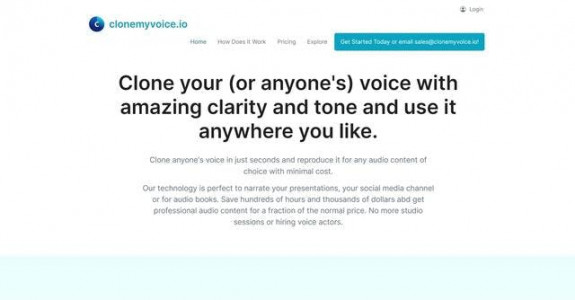 Login
clonemyvoice.io
Home How Does It Work Pricing Explore Get Started Today or email sales@clonemyvoice.io!
Clone your (or anyone's) voice with
amazing clarity and tone and use it
anywhere you like.
Clone anyone's voice in just seconds and reproduce it for any audio content of
choice with minimal cost.
Our technology is perfect to narrate your presentations, your social media channel
or for audio books. Save hundreds of hours and thousands of dollars abd get
professional audio content for a fraction of the normal price. No more studio
sessions or hiring voice actors.